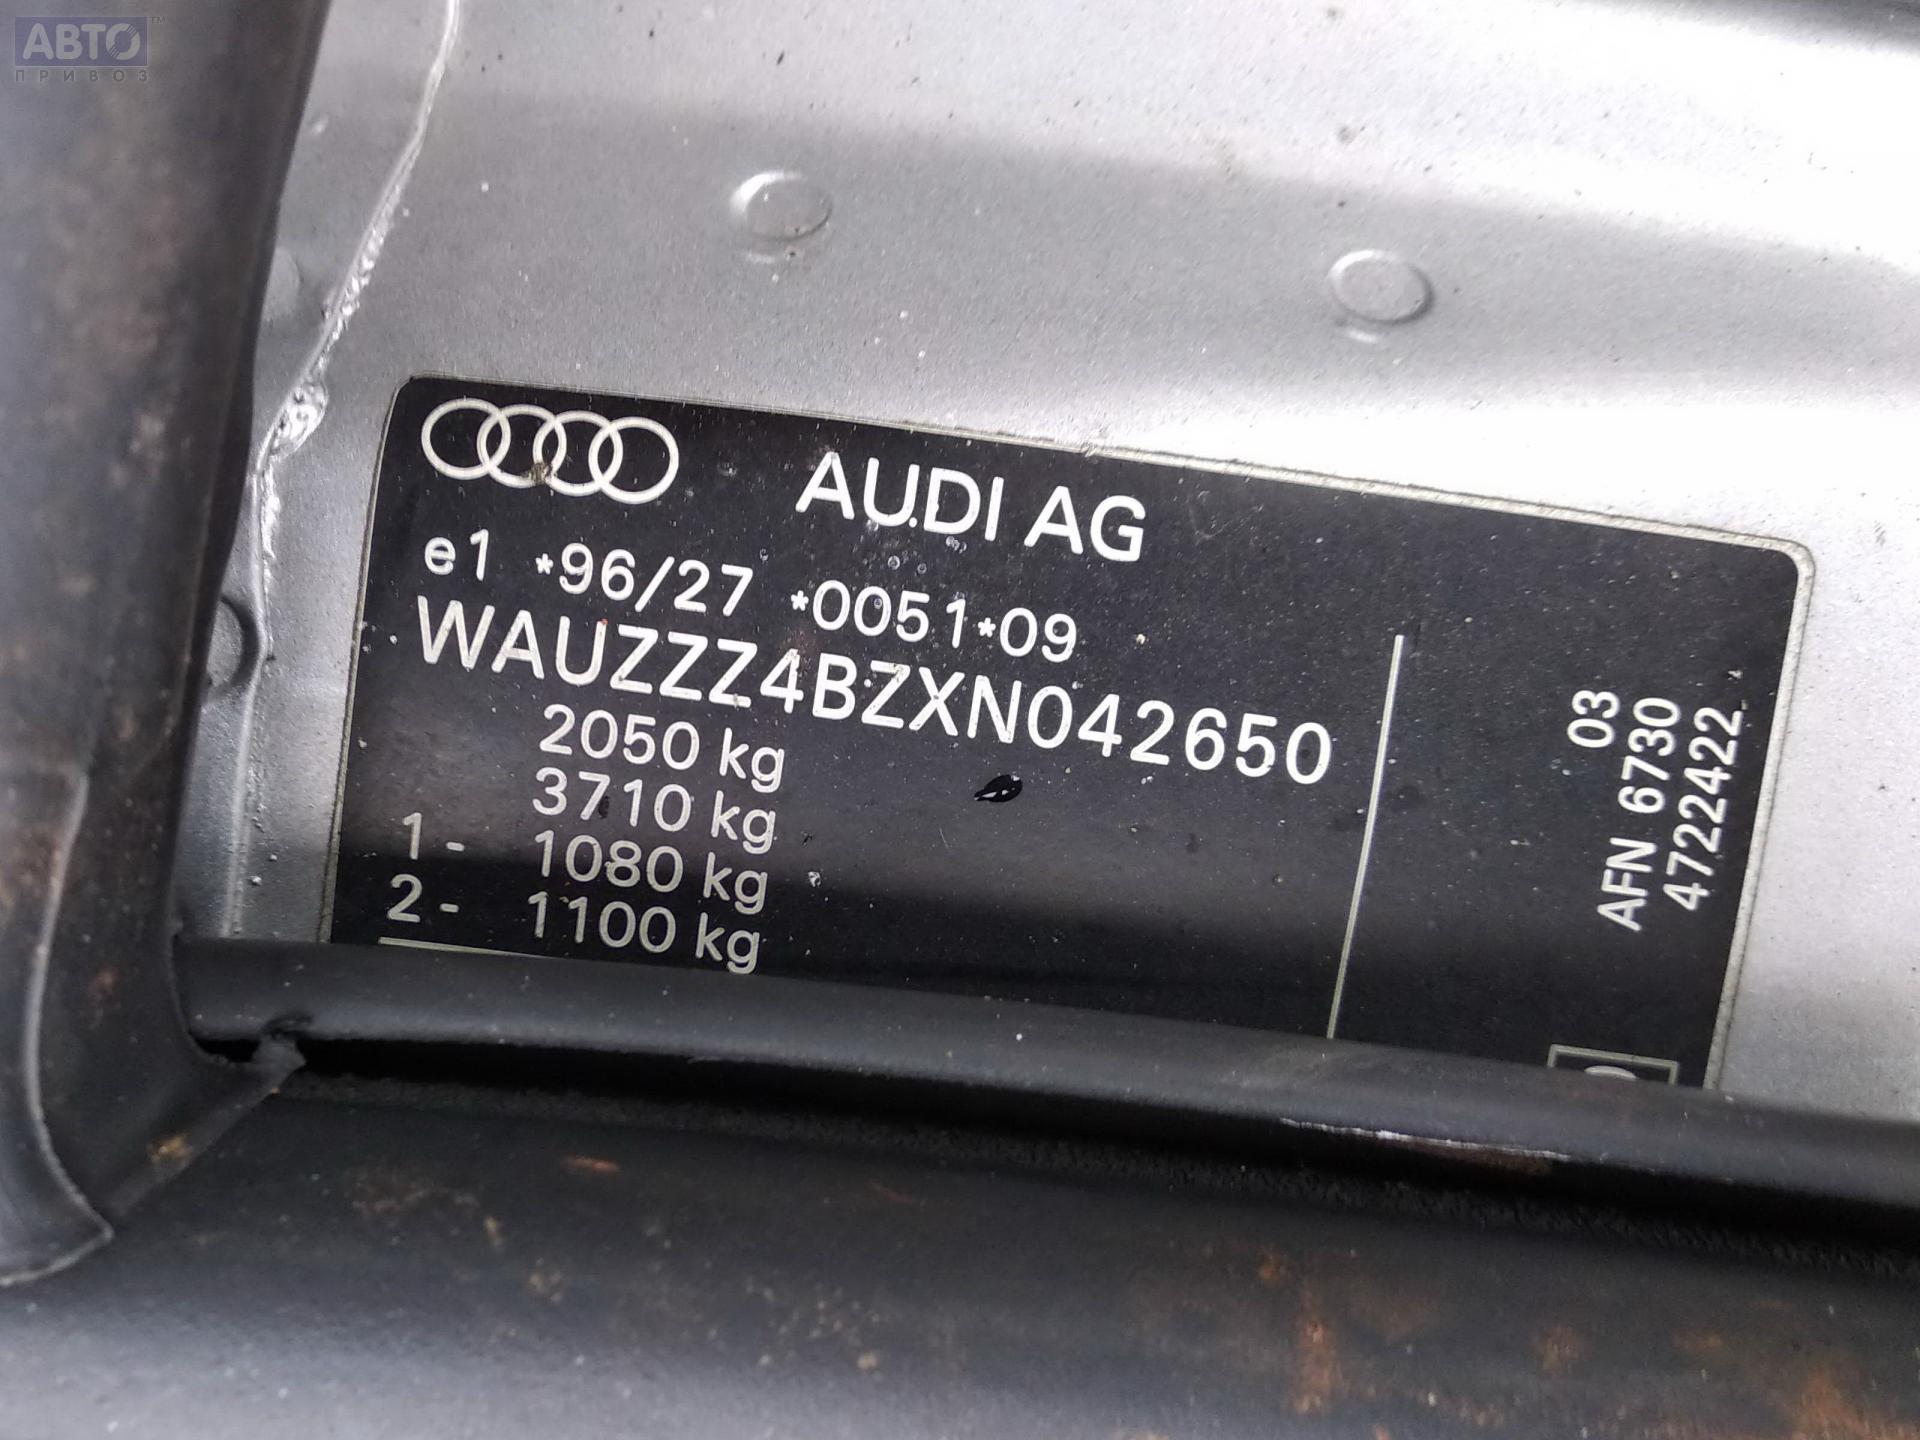 АВТО™
ПРИВОЗ
AUDI AG
e1 *96/27 *0051*09
WAUZZZ4BZXN042650
2050 kg
3710 kg
1- 1080 kg
2- 1100 kg
03
AFN 6730
4722422